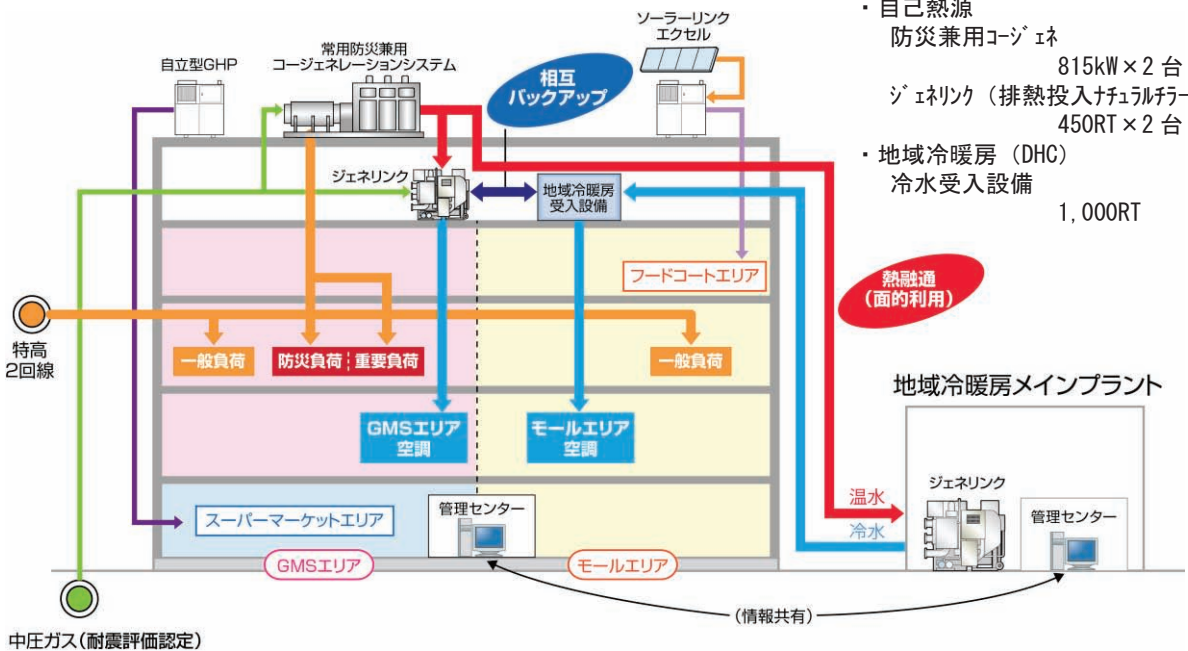 ・自己熱源
防災兼用コージェネ
815kW×2 台
ジェネリンク（排熱投入ナチュラルチラー
450RT×2 台
・地域冷暖房（DHC）
冷水受入設備
1,000RT
ソーラーリンク
エクセル
常用防災兼用
コージェネレーションシステム
自立型GHP
相互
バックアップ
ジェネリンク
地域冷暖房
受入設備
フードコートエリア
熱融通
（面的利用）
特高
2回線
一般負荷
防災負荷
重要負荷
一般負荷
地域冷暖房メインプラント
GMSエリア
空調
モールエリア
空調
ジェネリンク
温水
冷水
管理センター
スーパーマーケットエリア
管理センター
GMSエリア
モールエリア
（情報共有）
中圧ガス（耐震評価認定）